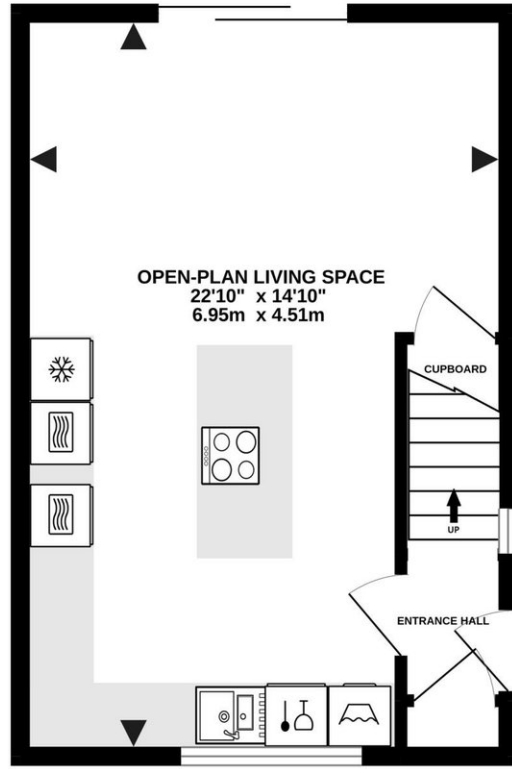 OPEN-PLAN LIVING SPACE
22'10" x 14'10"
6.95m x 4.51m
CUPBOARD
UP
ENTRANCE HALL